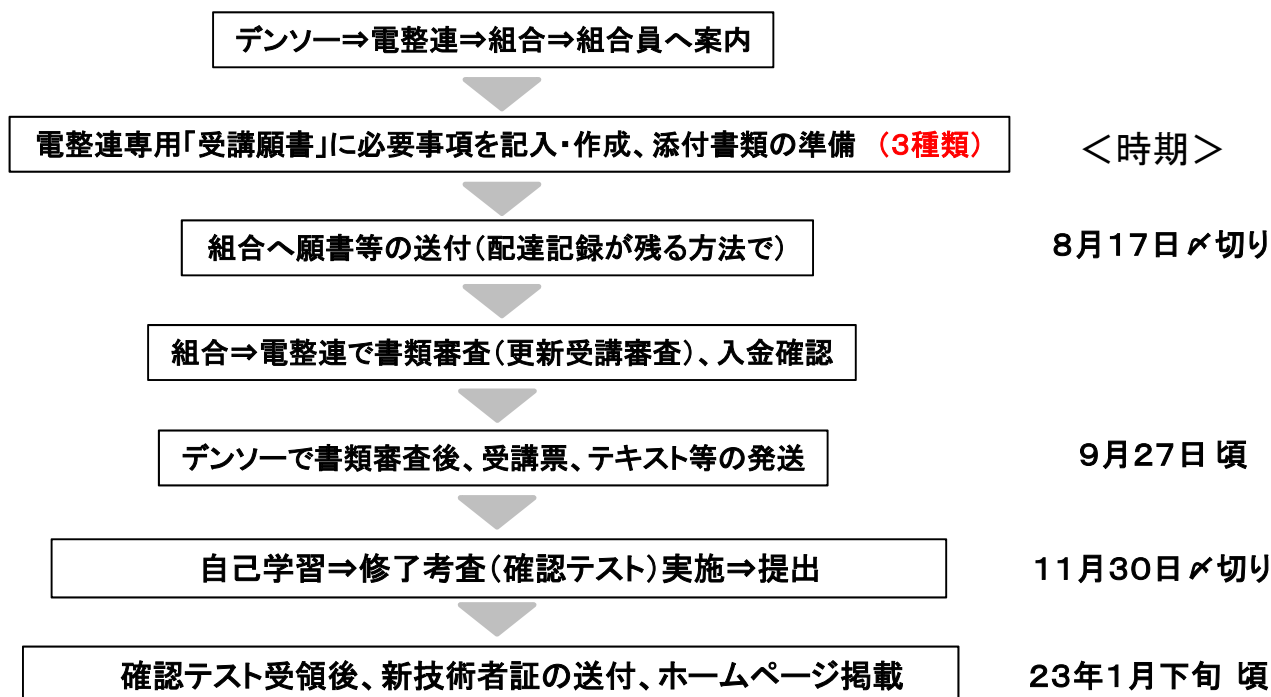 デンソー⇒電整連⇒組合⇒組合員へ案内
電整連専用「受講願書」に必要事項を記入・作成、添付書類の準備 （３種類）
＜時期＞
組合へ願書等の送付（配達記録が残る方法で）
８月１７日〆切り
組合⇒電整連で書類審査（更新受講審査）、入金確認
デンソーで書類審査後、受講票、テキスト等の発送
９月２７日 頃
自己学習⇒修了考査（確認テスト）実施⇒提出
１１月３０日〆切り
確認テスト受領後、新技術者証の送付、ホームページ掲載
２３年１月下旬 頃